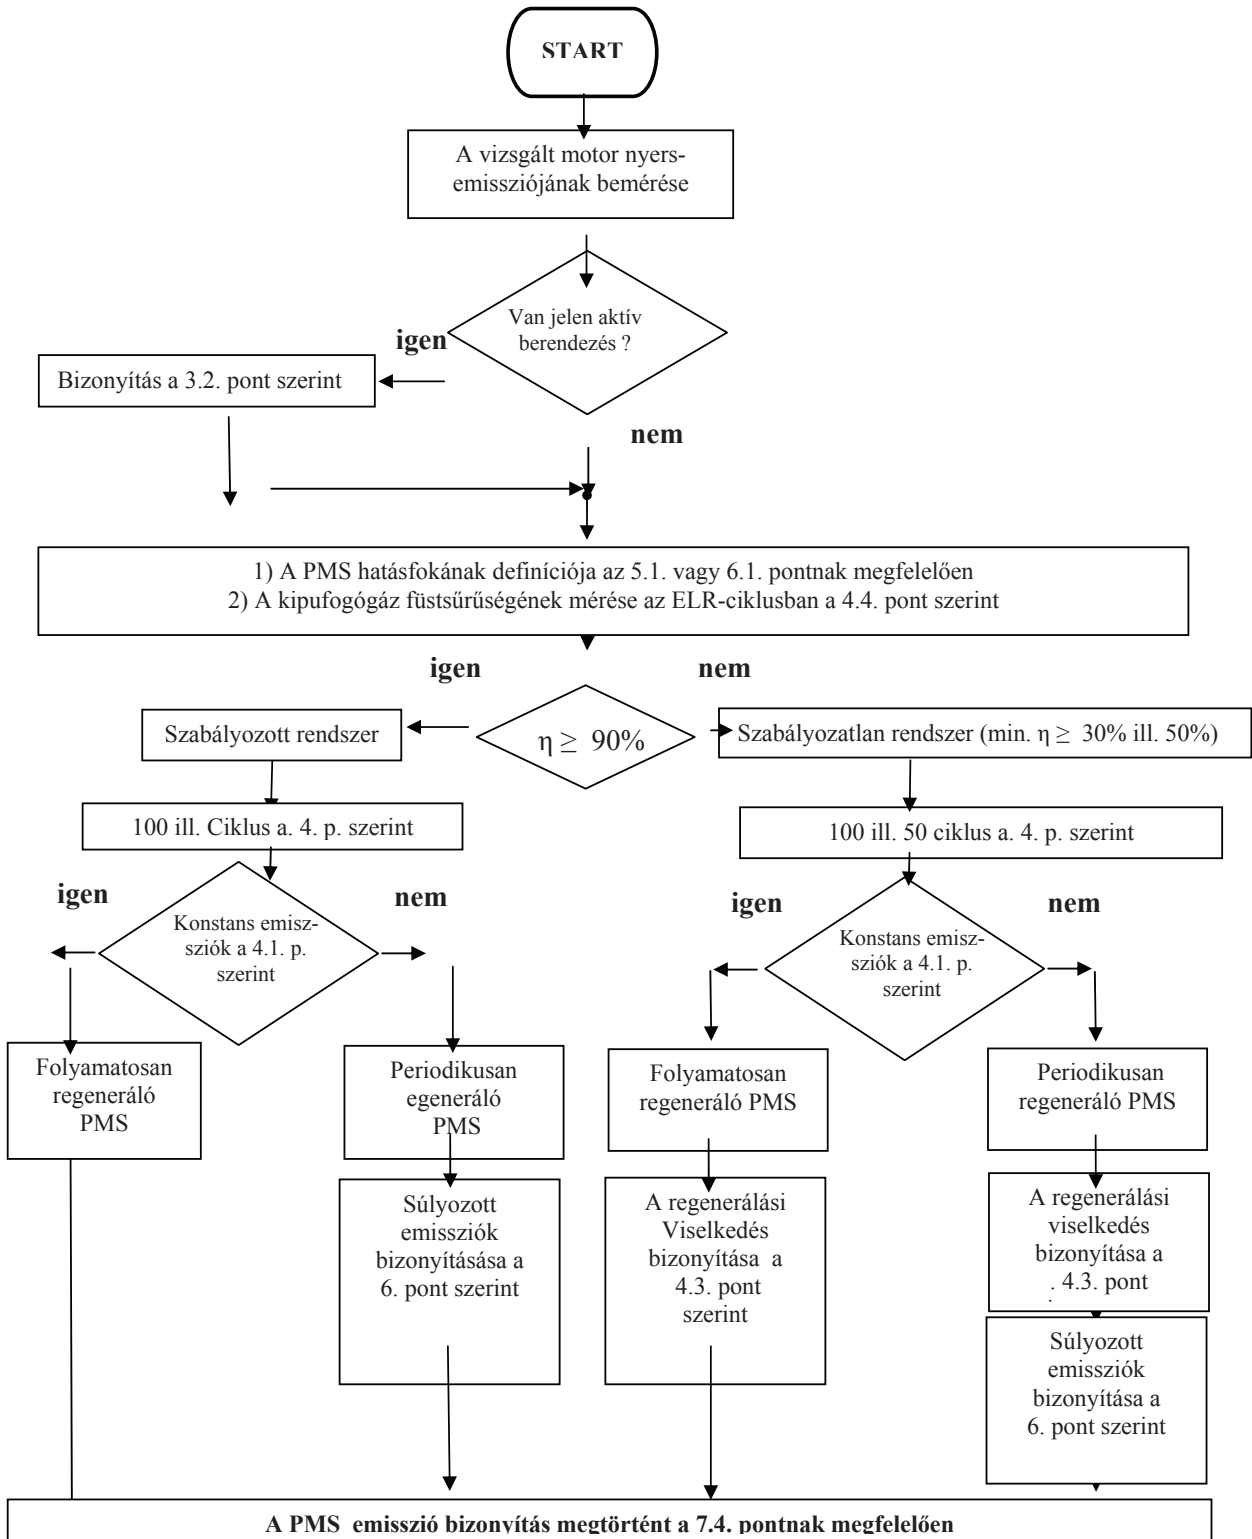 START
A vizsgált motor nyers-
emissziójának bemérése
Van jelen aktív
berendezés ?
igen
Bizonyítás a 3.2. pont szerint
nem
1) A PMS hatásfokának definíciója az 5.1. vagy 6.1. pontnak megfelelően
2) A kipufogógáz füstsűrűségének mérése az ELR-ciklusban a 4.4. pont szerint
igen
nem
Szabályozott rendszer
η ≥ 90%
Szabályozatlan rendszer (min. η ≥ 30% ill. 50%)
100 ill. Ciklus a. 4. p. szerint
100 ill. 50 ciklus a. 4. p. szerint
igen
nem
Konstans emisz-
sziók a 4.1. p.
szerint
igen
nem
Konstans emisz-
sziók a 4.1. p.
szerint
Folyamatosan
regeneráló
PMS
Periodikusan
egeneráló
PMS
Folyamatosan
regeneráló PMS
Periodikusan
regeneráló PMS
Súlyozott
emissziók
bizonyításása a
6. pont szerint
A regenerálási
Viselkedés
bizonyítása a
4.3. pont
szerint
A regenerálási
viselkedés
bizonyítása a
. 4.3. pont
Súlyozott
emissziók
bizonyítása a
6. pont szerint
A PMS emisszió bizonyítás megtörtént a 7.4. pontnak megfelelően